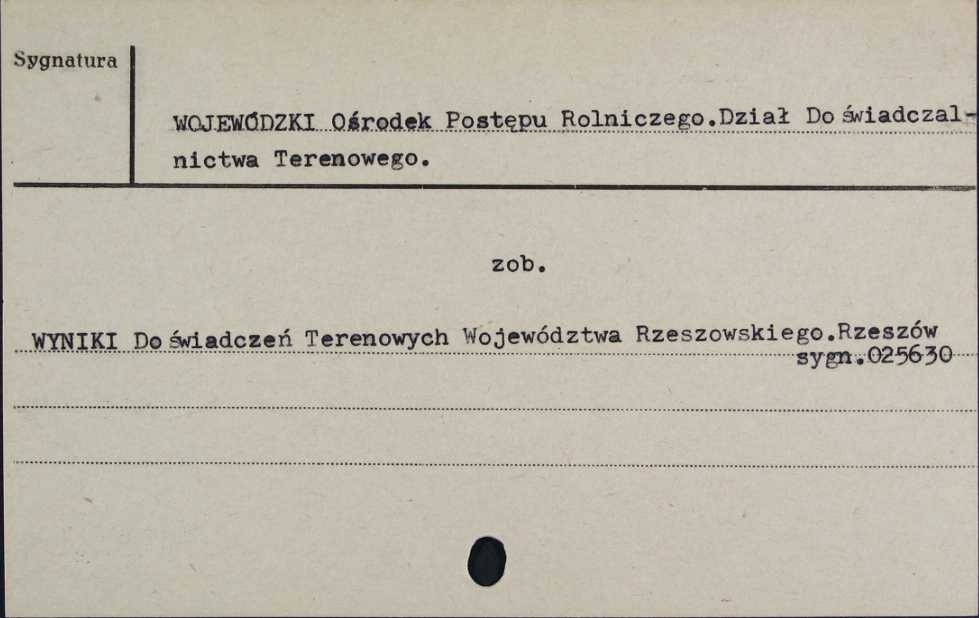 Sygnatura
WOJEWÓDZKI Ośrodek Postępu Rolniczego.Dział Doświadczal-
nictwa Terenowego.
zob.
WYNIKI Doświadczeń Terenowych Województwa Rzeszowskiego.Rzeszów
sygn.025630